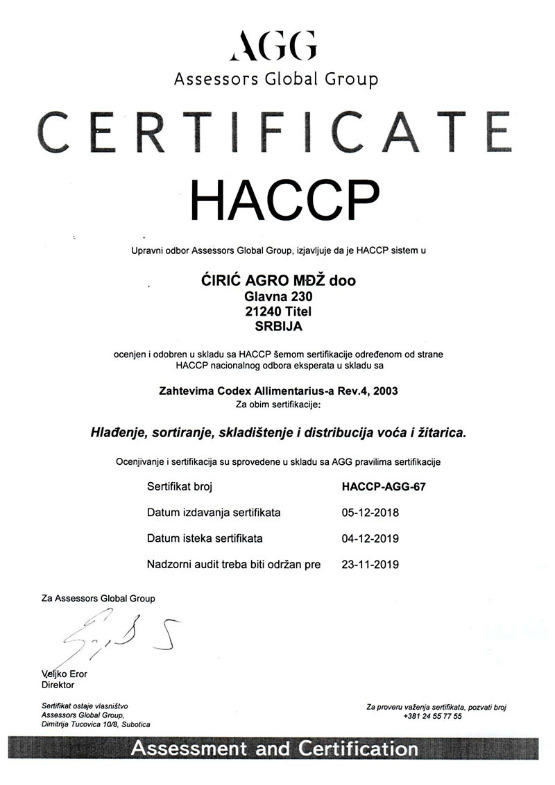 AGG
Assessors Global Group
CERTIFICATE
HACCP
Upravni odbor Assessors Global Group, izjavljuje da je HACCP sistem u
ĆIRIĆ AGRO MĐŽ doo
Glavna 230
21240 Titel
SRBIJA
ocenjen i odobren u skladu sa HACCP šemom sertifikacije određenom od strane
HACCP nacionalnog odbora eksperata u skladu sa
Zahtevima Codex Allimentarius-a Rev.4, 2003
Za obim sertifikacije:
Hlađenje, sortiranje, skladištenje i distribucija voća i žitarica.
Ocenjivanje i sertifikacija su sprovedene u skladu sa AGG pravilima sertifikacije
Sertifikat broj HACCP-AGG-67
Datum izdavanja sertifikata 05-12-2018
Datum isteka sertifikata 04-12-2019
Nadzorni audit treba biti održan pre 23-11-2019
Za Assessors Global Group
Veljko Eror
Direktor
Sertifikat ostaje vlasništvo
Assessors Global Group,
Dimitrija Tucovica 10/8, Subotica
Za proveru važenja sertifikata, pozvati broj
+381 24 55 77 55
Assessment and Certification